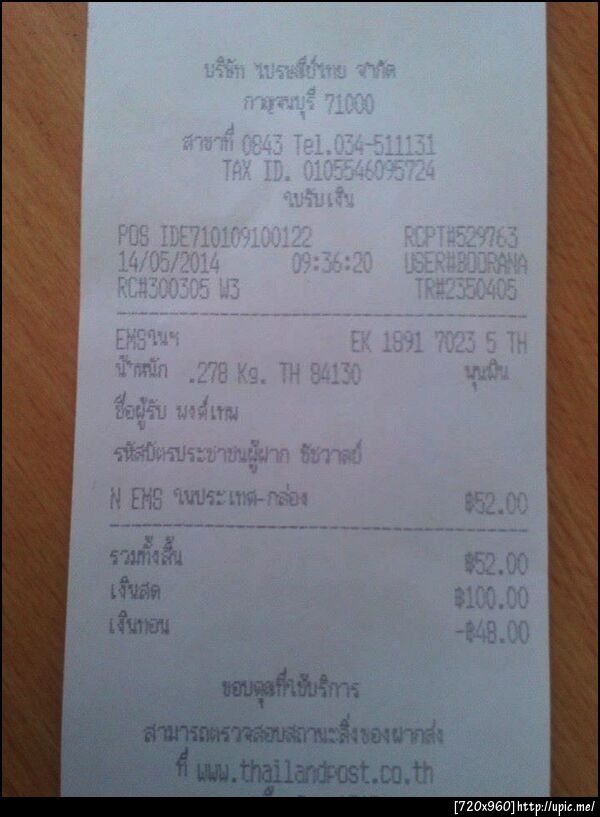 บริษัท ไปรษณีย์ไทย จำกัด
กาญจนบุรี 71000
สาขาที่ 0843 Tel.034-511131
TAX ID. 0105546095724
ใบรับเงิน
POS IDE710109100122 RCPT#529763
14/05/2014 09:36:20 USER#BOORANA
RC#300305 W3 TR#2350405
EMSในฯ EK 1891 7023 5 TH
น้ำหนัก .278 Kg. TH 84130 พุนพิน
ชื่อผู้รับ พงศ์เทพ
รหัสบัตรประชาชนผู้ฝาก ชัชวาลย์
N EMS ในประเทศ-กล่อง ฿52.00
รวมทั้งสิ้น ฿52.00
เงินสด ฿100.00
เงินทอน -฿48.00
ขอบคุณที่ใช้บริการ
สามารถตรวจสอบสถานะสิ่งของฝากส่ง
ที่ www.thailandpost.co.th
[720x960]http://upic.me/